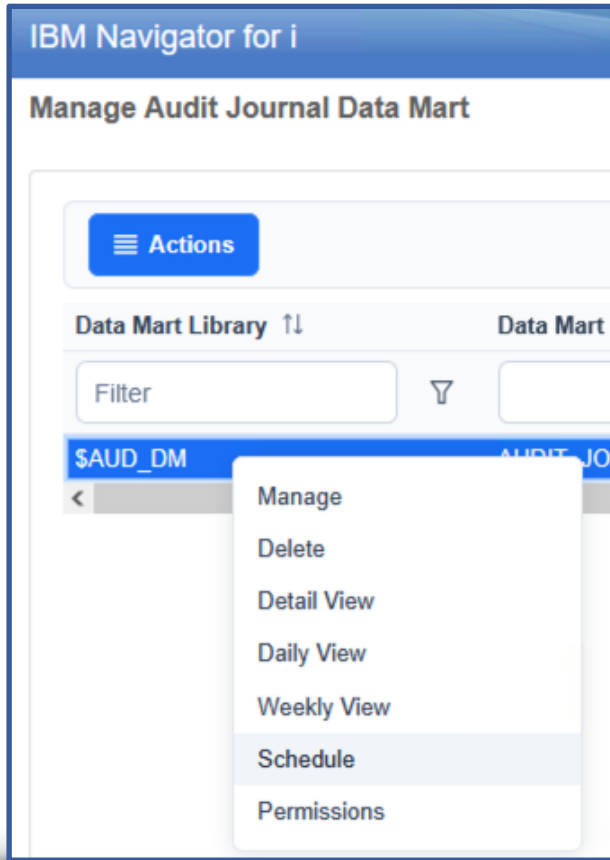 IBM Navigator for i
Manage Audit Journal Data Mart
Actions
Data Mart Library Data Mart
Filter
$AUD_DM
Manage
Delete
Detail View
Daily View
Weekly View
Schedule
Permissions